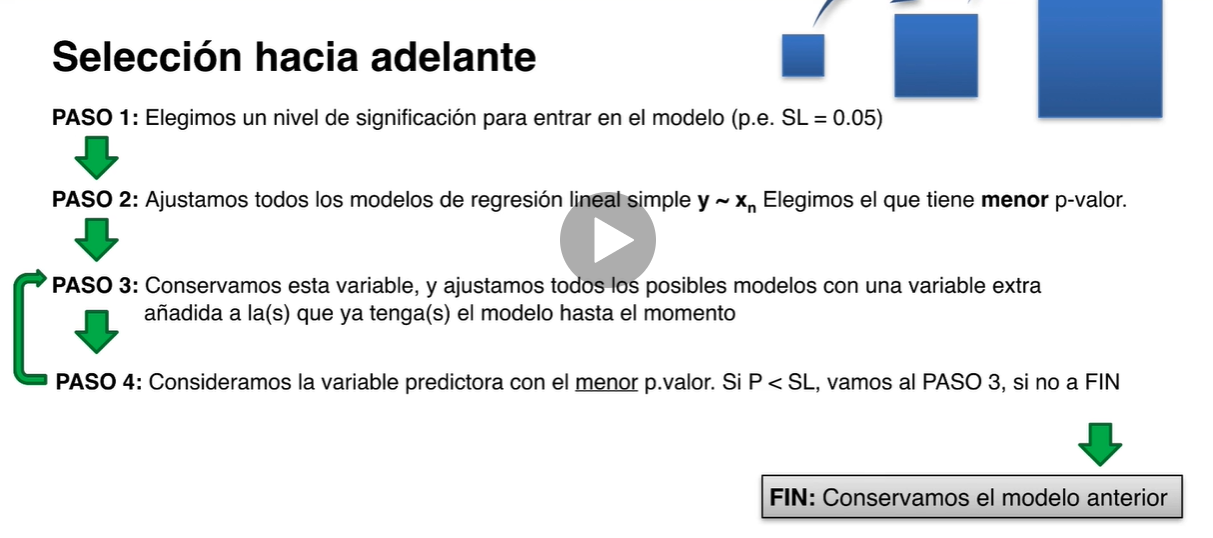 Selección hacia adelante
PASO 1: Elegimos un nivel de significación para entrar en el modelo (p.e. SL = 0.05)
PASO 2: Ajustamos todos los modelos de regresión lineal simple y ~ xn Elegimos el que tiene menor p-valor.
PASO 3: Conservamos esta variable, y ajustamos todos los posibles modelos con una variable extra
añadida a la(s) que ya tenga(s) el modelo hasta el momento
PASO 4: Consideramos la variable predictora con el menor p.valor. Si P < SL, vamos al PASO 3, si no a FIN
FIN: Conservamos el modelo anterior